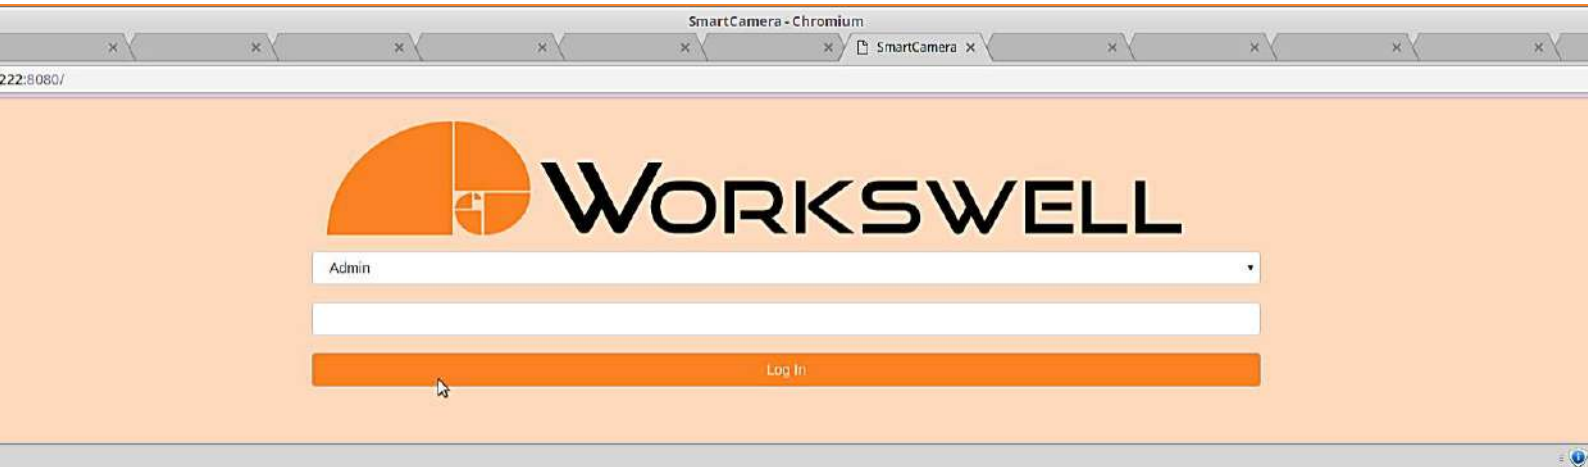 SmartCamera - Chromium
SmartCamera
222:8080/
WORKSWELL
Admin
Log In